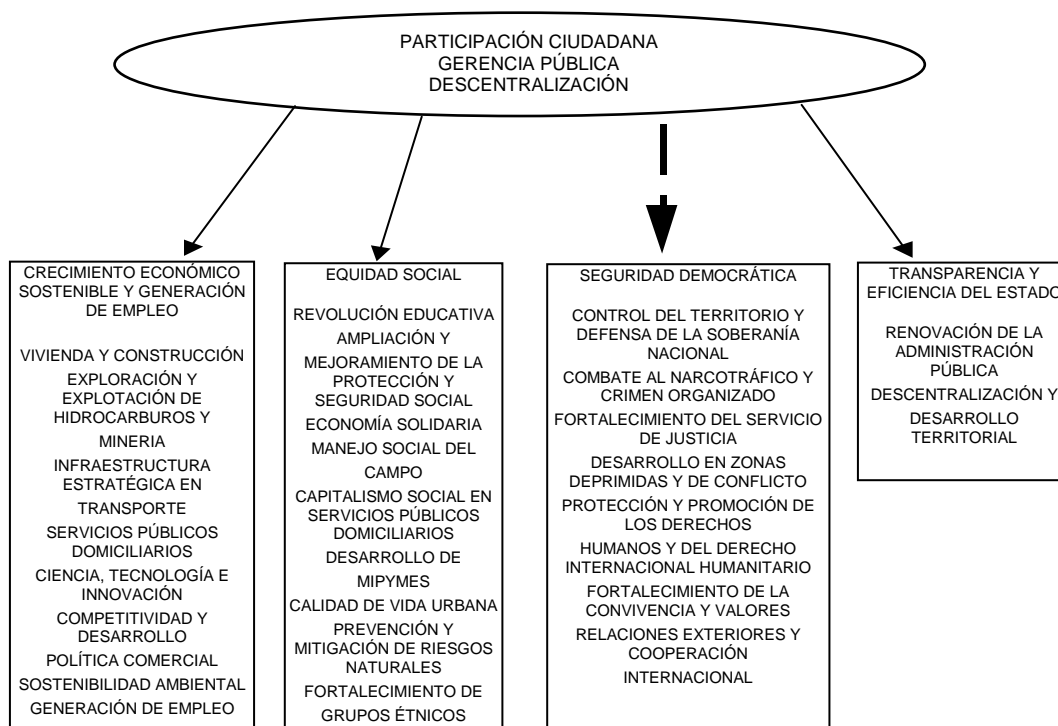 PARTICIPACIÓN CIUDADANA
GERENCIA PÚBLICA
DESCENTRALIZACIÓN
CRECIMIENTO ECONÓMICO
SOSTENIBLE Y GENERACIÓN
DE EMPLEO
VIVIENDA Y CONSTRUCCIÓN
EXPLORACIÓN Y
EXPLOTACIÓN DE
HIDROCARBUROS Y
MINERIA
INFRAESTRUCTURA
ESTRATÉGICA EN
TRANSPORTE
SERVICIOS PÚBLICOS
DOMICILIARIOS
CIENCIA, TECNOLOGÍA E
INNOVACIÓN
COMPETITIVIDAD Y
DESARROLLO
POLÍTICA COMERCIAL
SOSTENIBILIDAD AMBIENTAL
GENERACIÓN DE EMPLEO
EQUIDAD SOCIAL
REVOLUCIÓN EDUCATIVA
AMPLIACIÓN Y
MEJORAMIENTO DE LA
PROTECCIÓN Y
SEGURIDAD SOCIAL
ECONOMÍA SOLIDARIA
MANEJO SOCIAL DEL
CAMPO
CAPITALISMO SOCIAL EN
SERVICIOS PÚBLICOS
DOMICILIARIOS
DESARROLLO DE
MIPYMES
CALIDAD DE VIDA URBANA
PREVENCIÓN Y
MITIGACIÓN DE RIESGOS
NATURALES
FORTALECIMIENTO DE
GRUPOS ÉTNICOS
SEGURIDAD DEMOCRÁTICA
CONTROL DEL TERRITORIO Y
DEFENSA DE LA SOBERANÍA
NACIONAL
COMBATE AL NARCOTRÁFICO Y
CRIMEN ORGANIZADO
FORTALECIMIENTO DEL SERVICIO
DE JUSTICIA
DESARROLLO EN ZONAS
DEPRIMIDAS Y DE CONFLICTO
PROTECCIÓN Y PROMOCIÓN DE
LOS DERECHOS
HUMANOS Y DEL DERECHO
INTERNACIONAL HUMANITARIO
FORTALECIMIENTO DE LA
CONVIVENCIA Y VALORES
RELACIONES EXTERIORES Y
COOPERACIÓN
INTERNACIONAL
TRANSPARENCIA Y
EFICIENCIA DEL ESTADO
RENOVACIÓN DE LA
ADMINISTRACIÓN
PÚBLICA
DESCENTRALIZACIÓN Y
DESARROLLO
TERRITORIAL